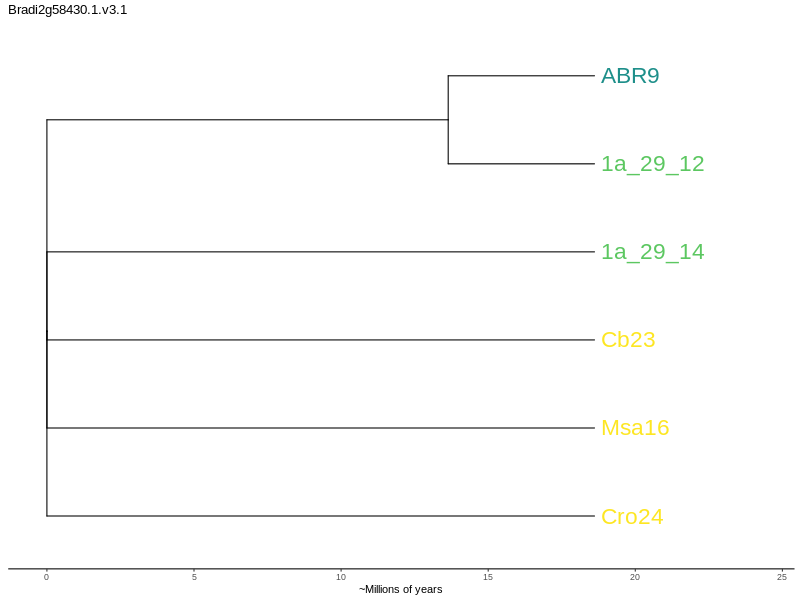 Bradi2g58430.1.v3.1
ABR9
1a_29_12
1a_29_14
Cb23
Msa16
Cro24
0 5 10 15 20 25
~Millions of years